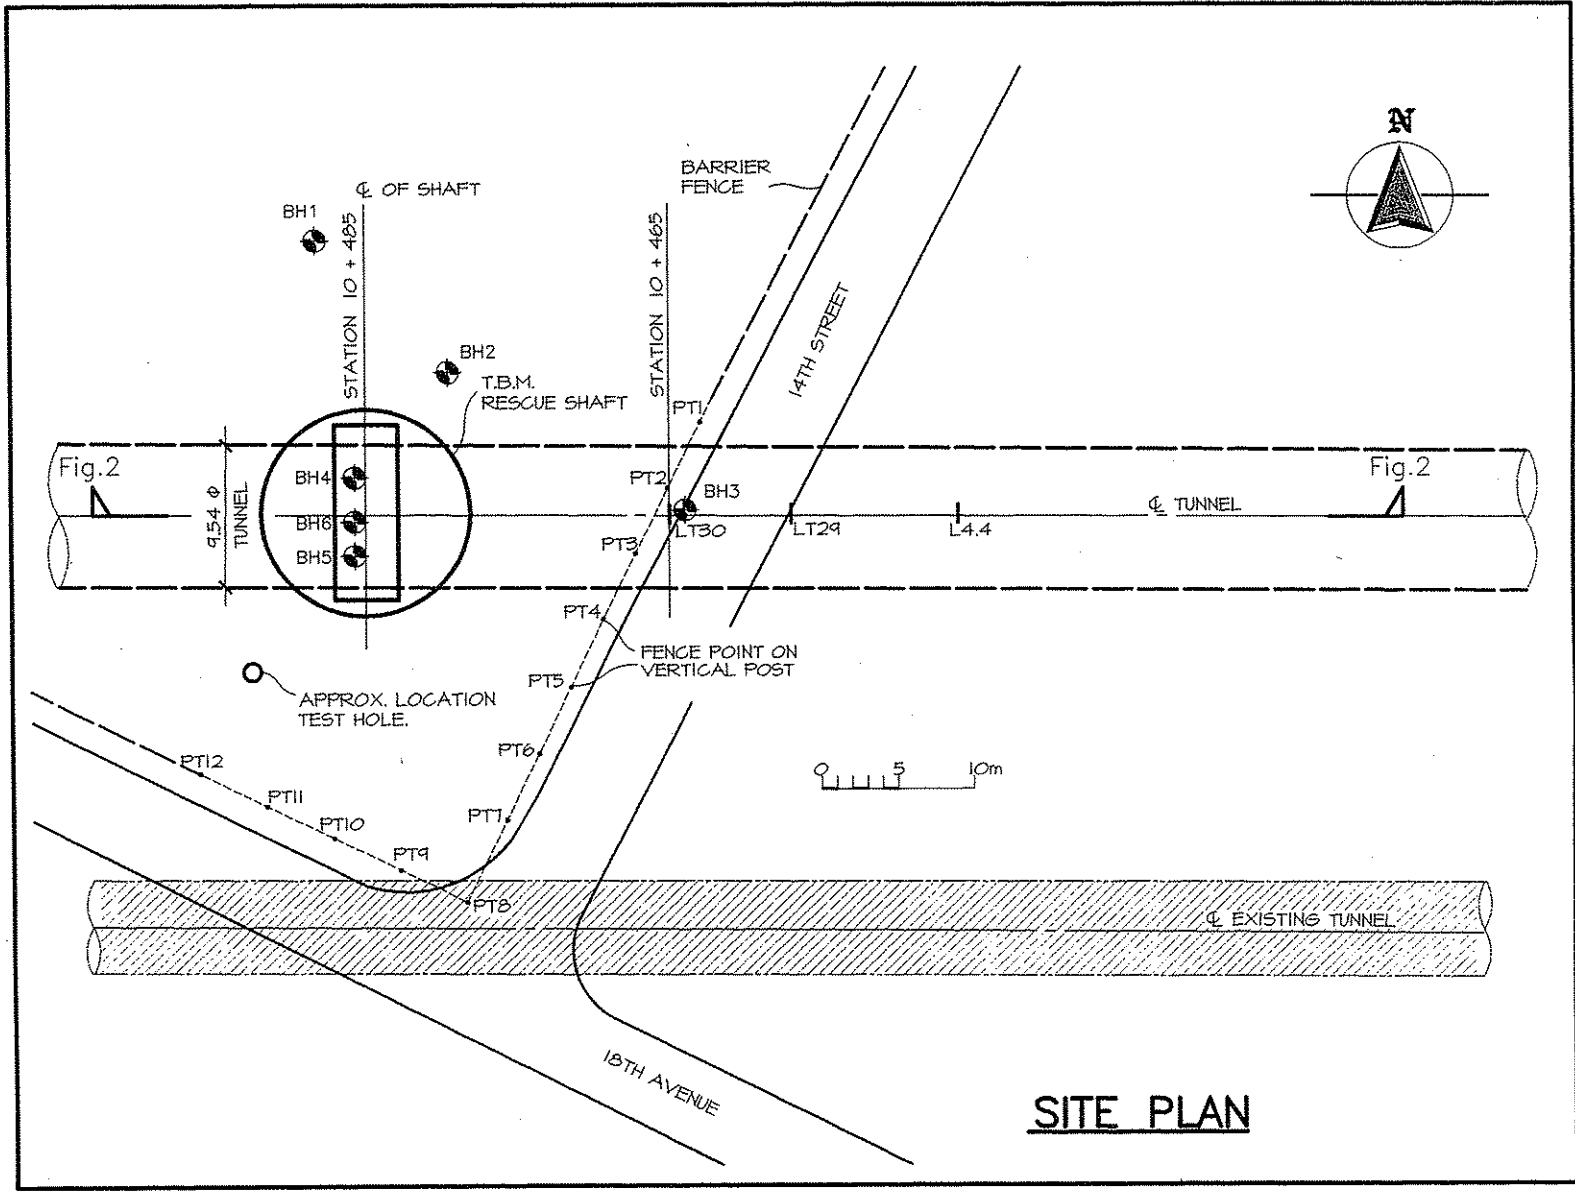 N
BARRIER
FENCE
℄ OF SHAFT
BH1
STATION 10 + 485
STATION 10 + 465
14TH STREET
BH2
T.B.M.
RESCUE SHAFT
PT1
Fig.2
Fig.2
BH4
PT2
BH3
9.54 ø
TUNNEL
℄ TUNNEL
BH6
LT30
LT29
L4.4
BH5
PT3
PT4
FENCE POINT ON
VERTICAL POST
PT5
APPROX. LOCATION
TEST HOLE.
PT6
PT12
0 5 10m
PT11
PT7
PT10
PT9
PT8
℄ EXISTING TUNNEL
18TH AVENUE
SITE PLAN